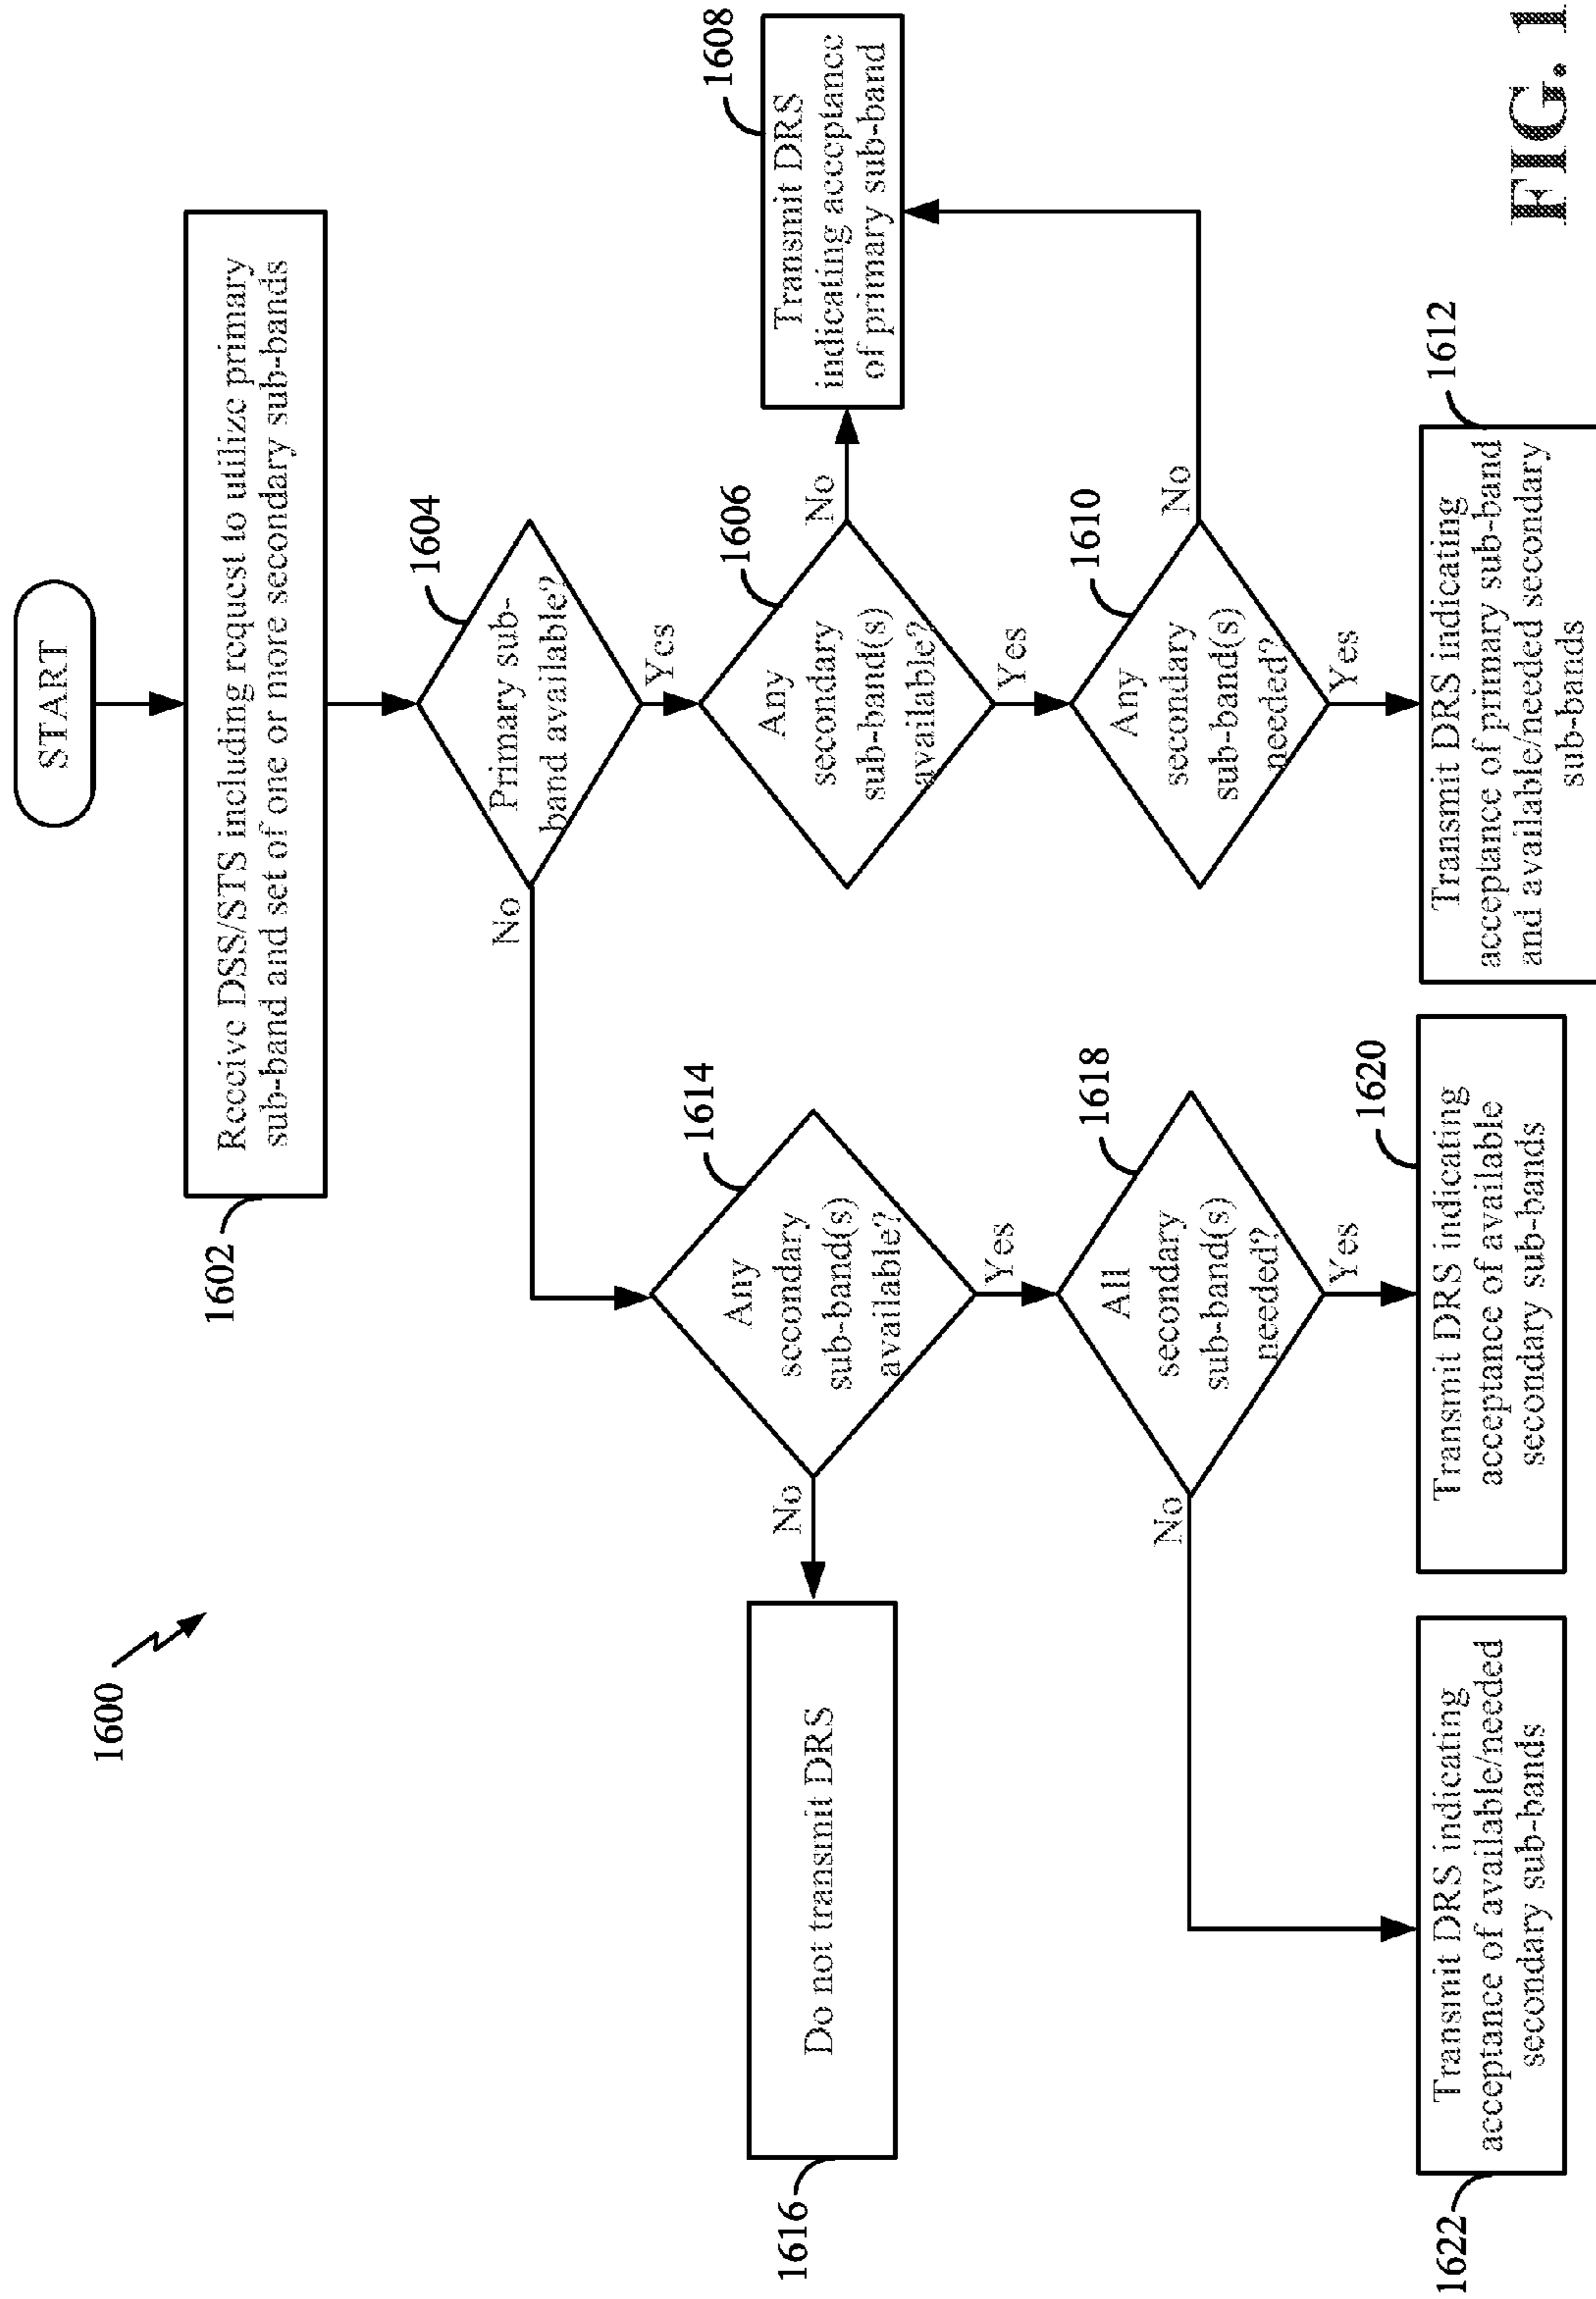 1600
START
1602
Receive DSS/STS including request to utilize primary
sub-band and set of one or more secondary sub-bands
1604
Primary sub-
band available?
No
Yes
1614
Any
secondary
sub-band(s)
available?
No
Yes
1606
Any
secondary
sub-band(s)
available?
No
Yes
1608
Transmit DRS
indicating acceptance
of primary sub-band
1616
Do not transmit DRS
1618
All
secondary
sub-band(s)
needed?
No
Yes
1610
Any
secondary
sub-band(s)
needed?
No
Yes
1622
Transmit DRS indicating
acceptance of available/needed
secondary sub-bands
1620
Transmit DRS indicating
acceptance of available
secondary sub-bands
1612
Transmit DRS indicating
acceptance of primary sub-band
and available/needed secondary
sub-bands
FIG. 1